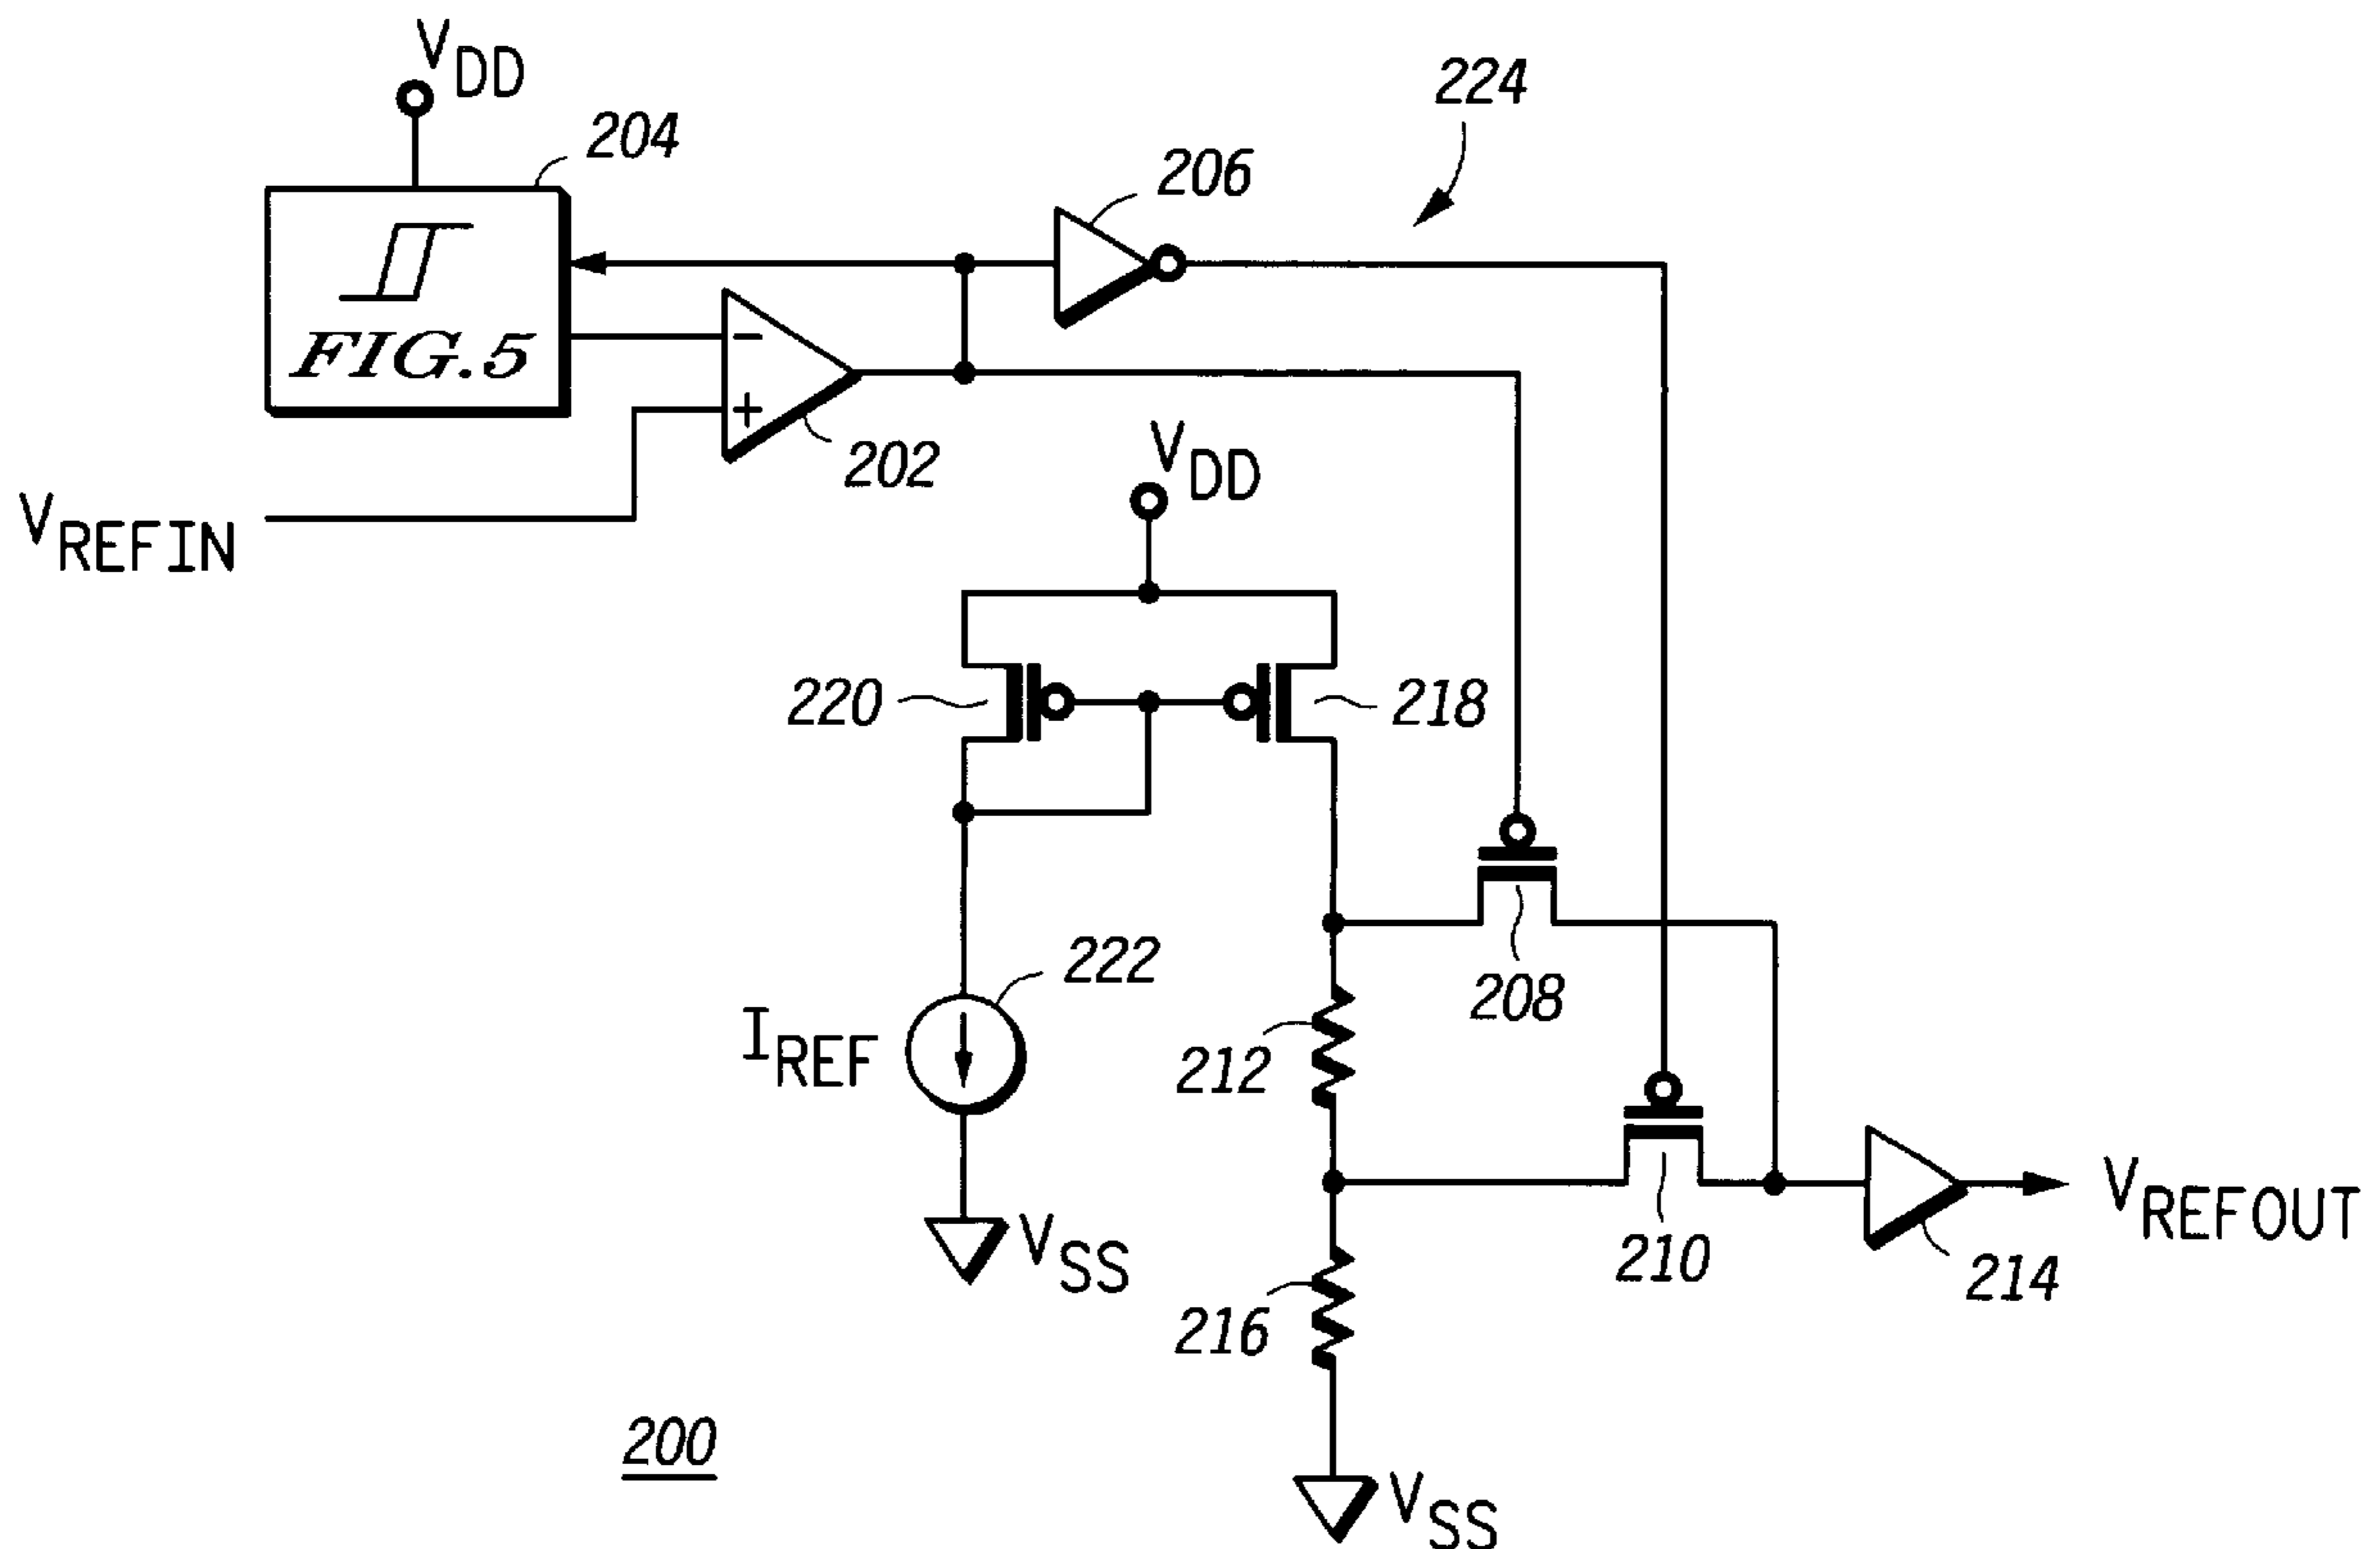 VDD
204
224
206
FIG.5
-
+
202
VDD
VREFIN
220
218
222
208
IREF
212
VREFOUT
VSS
210
214
216
200
VSS